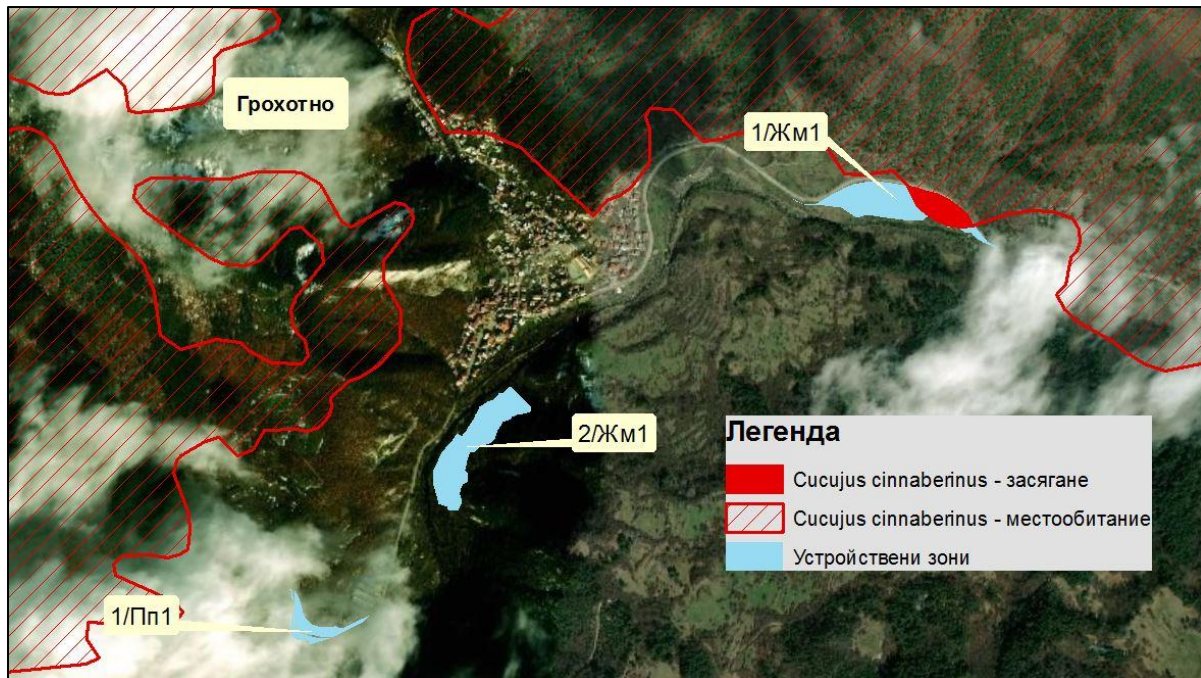 Грохотно
1/Жм1
2/Жм1
1/Пп1
Легенда
Cucujus cinnaberinus - засягане
Cucujus cinnaberinus - местообитание
Устройствени зони